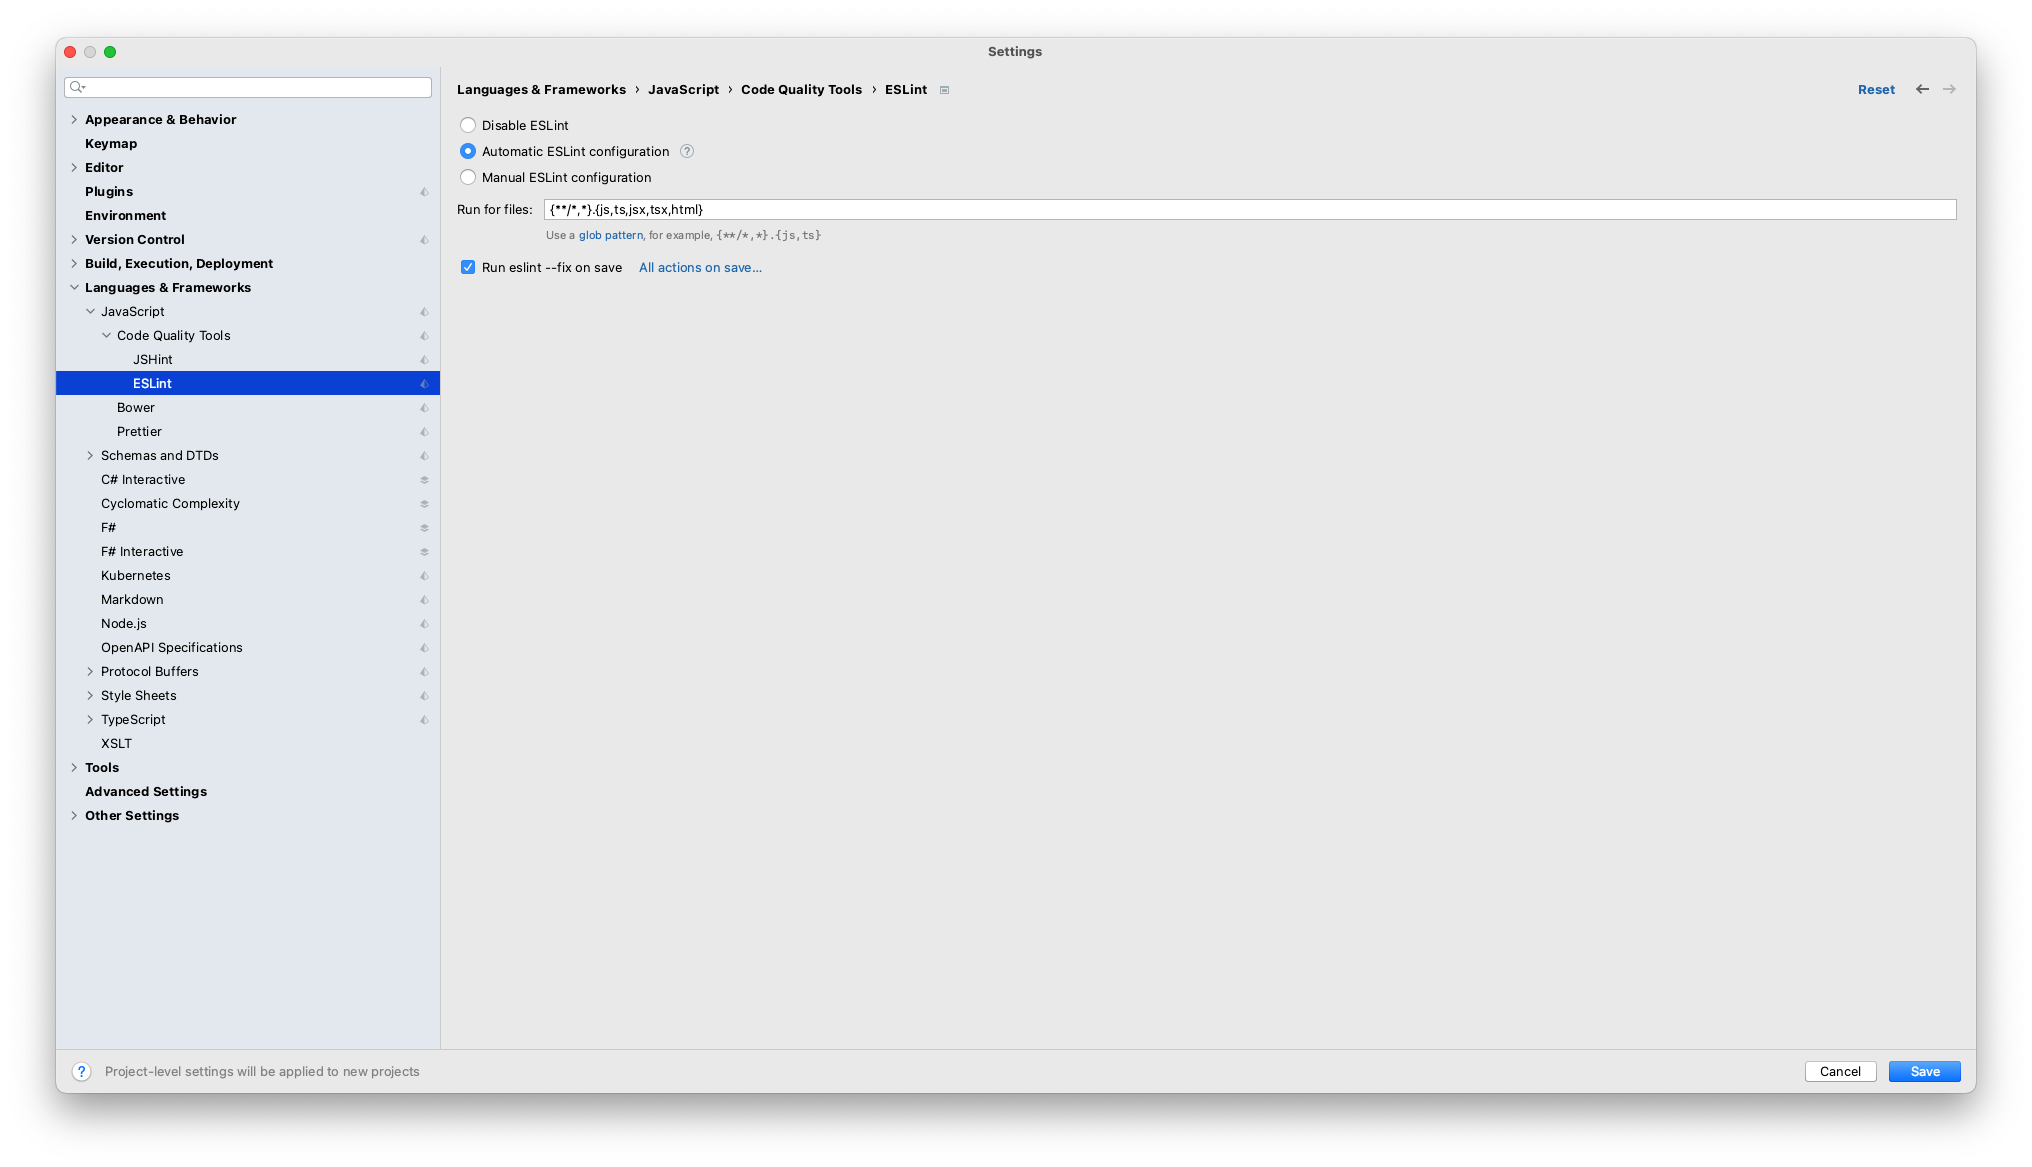 Settings
Appearance & Behavior
Keymap
Editor
Plugins
Environment
Version Control
Build, Execution, Deployment
Languages & Frameworks
JavaScript
Code Quality Tools
JSHint
ESLint
Bower
Prettier
Schemas and DTDs
C# Interactive
Cyclomatic Complexity
F#
F# Interactive
Kubernetes
Markdown
Node.js
OpenAPI Specifications
Protocol Buffers
Style Sheets
TypeScript
XSLT
Tools
Advanced Settings
Other Settings
Languages & Frameworks › JavaScript › Code Quality Tools › ESLint
Reset
Disable ESLint
Automatic ESLint configuration ?
Manual ESLint configuration
Run for files: {**/*,*}.{js,ts,jsx,tsx,html}
Use a glob pattern, for example, {**/*,*}.{js,ts}
Run eslint --fix on save All actions on save...
? Project-level settings will be applied to new projects
Cancel Save